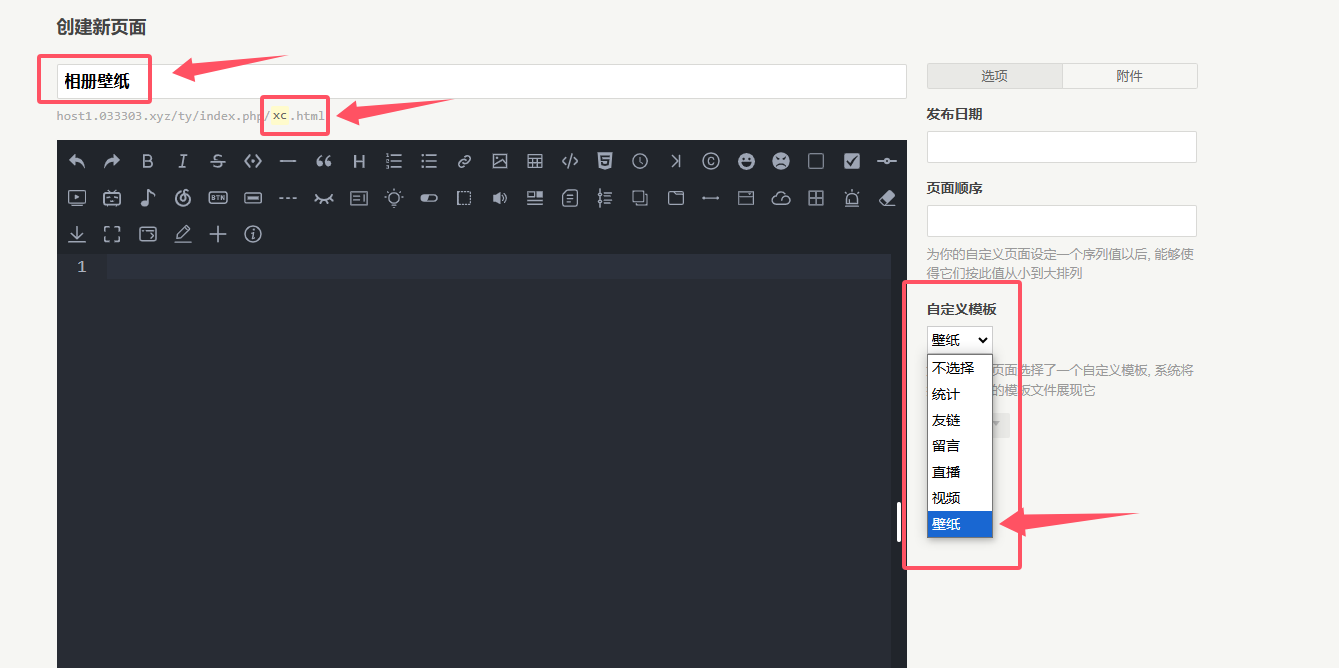 创建新页面
相册壁纸
host1.033303.xyz/ty/index.php/xc.html
1
选项
附件
发布日期
页面顺序
为你的自定义页面设定一个序列值以后, 能够使
得它们按此值从小到大排列
自定义模板
壁纸
不选择
统计
友链
留言
直播
视频
壁纸
页面选择了一个自定义模板, 系统将
的模板文件展现它